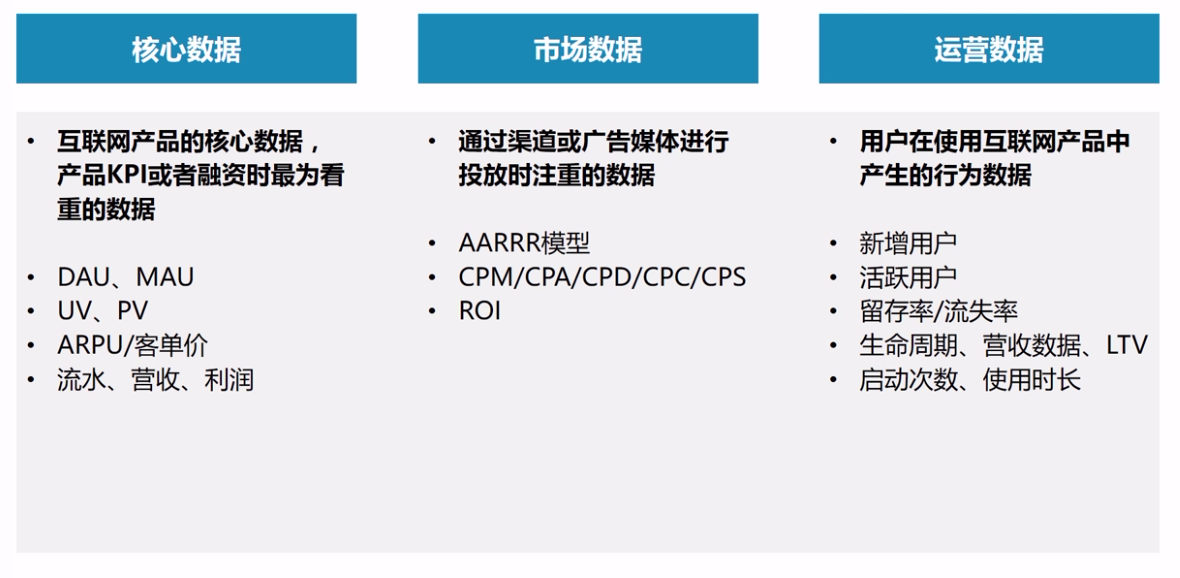 核心数据
互联网产品的核心数据，
产品KPI或者融资时最为看
重的数据
DAU、MAU
UV、PV
ARPU/客单价
流水、营收、利润
市场数据
通过渠道或广告媒体进行
投放时注重的数据
AARRR模型
CPM/CPA/CPD/CPC/CPS
ROI
运营数据
用户在使用互联网产品中
产生的行为数据
新增用户
活跃用户
留存率/流失率
生命周期、营收数据、LTV
启动次数、使用时长